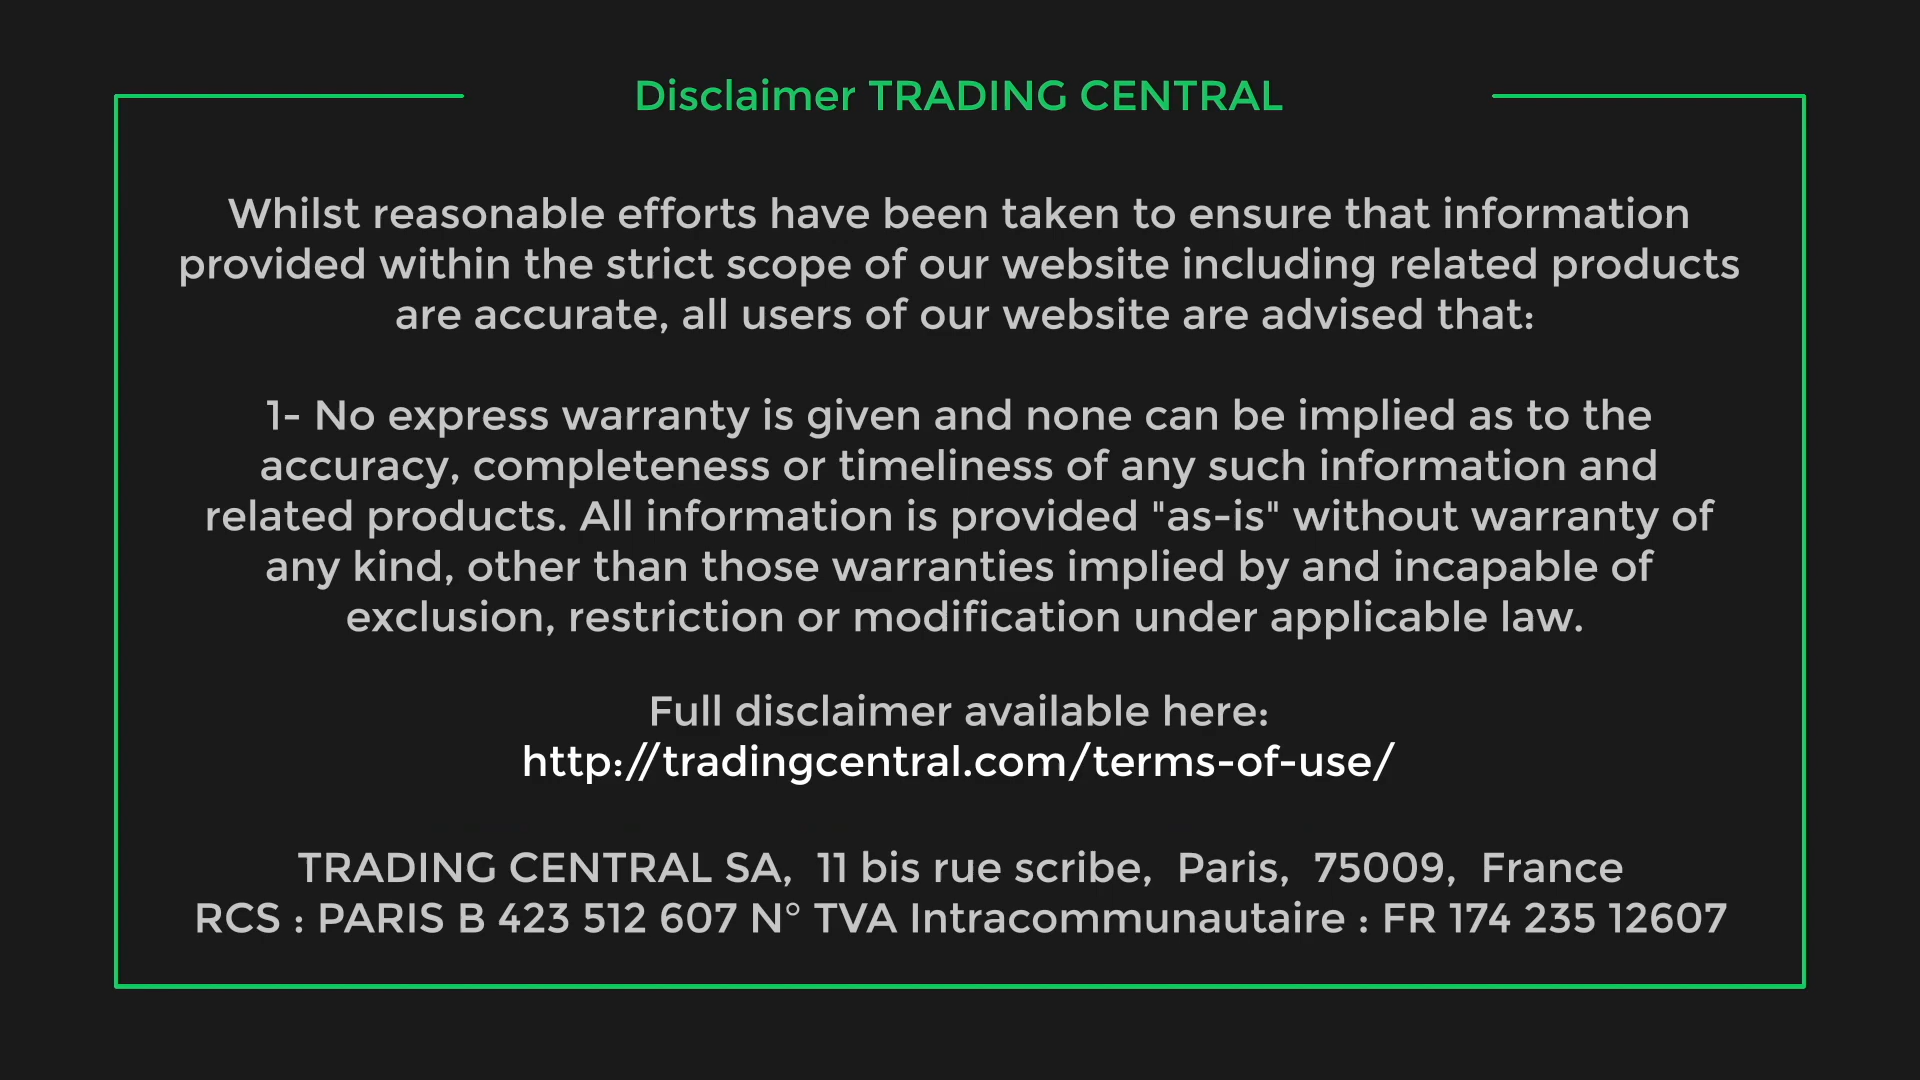 Disclaimer TRADING CENTRAL
Whilst reasonable efforts have been taken to ensure that information
provided within the strict scope of our website including related products
are accurate, all users of our website are advised that:
1- No express warranty is given and none can be implied as to the
accuracy, completeness or timeliness of any such information and
related products. All information is provided "as-is" without warranty of
any kind, other than those warranties implied by and incapable of
exclusion, restriction or modification under applicable law.
Full disclaimer available here:
http://tradingcentral.com/terms-of-use/
TRADING CENTRAL SA, 11 bis rue scribe, Paris, 75009, France
RCS : PARIS B 423 512 607 N° TVA Intracommunautaire : FR 174 235 12607